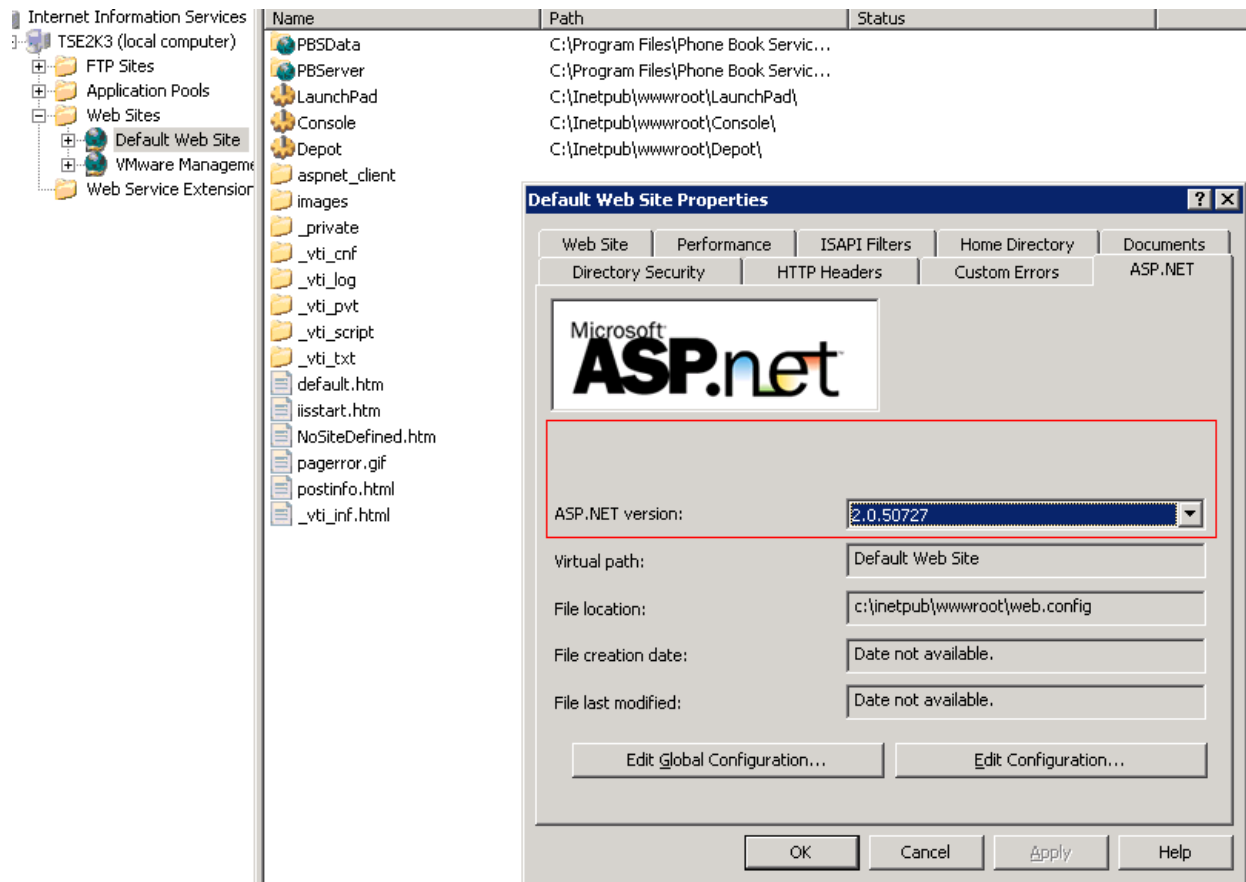 Internet Information Services
TSE2K3 (local computer)
FTP Sites
Application Pools
Web Sites
Default Web Site
VMware Manageme
Web Service Extension
Name Path Status
PBSData C:\Program Files\Phone Book Servic...
PBServer C:\Program Files\Phone Book Servic...
LaunchPad C:\Inetpub\wwwroot\LaunchPad\
Console C:\Inetpub\wwwroot\Console\
Depot C:\Inetpub\wwwroot\Depot\
aspnet_client
images
_private
_vti_cnf
_vti_log
_vti_pvt
_vti_script
_vti_txt
default.htm
iisstart.htm
NoSiteDefined.htm
pagerror.gif
postinfo.html
_vti_inf.html
Default Web Site Properties
Web Site Performance ISAPI Filters Home Directory Documents
Directory Security HTTP Headers Custom Errors ASP.NET
Microsoft
ASP.net
ASP.NET version: 2.0.50727
Virtual path: Default Web Site
File location: c:\inetpub\wwwroot\web.config
File creation date: Date not available.
File last modified: Date not available.
Edit Global Configuration... Edit Configuration...
OK Cancel Apply Help